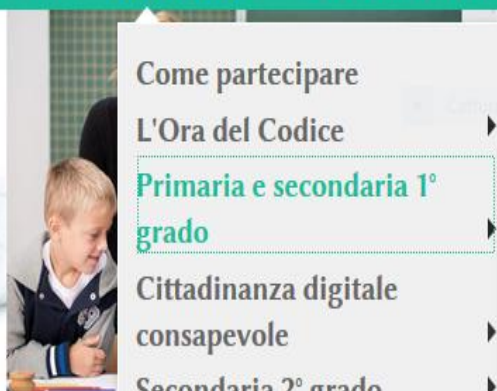 Come partecipare
L'Ora del Codice
Primaria e secondaria 1°
grado
Cittadinanza digitale
consapevole
Secondaria 2° grado